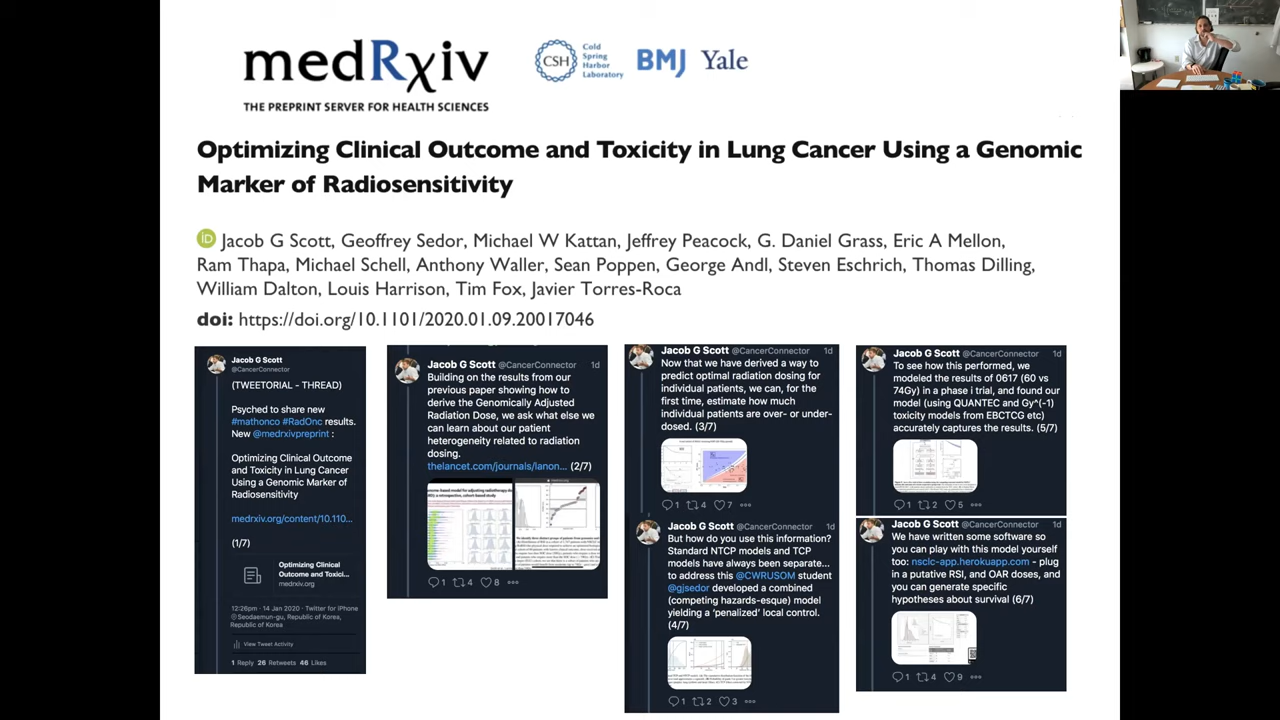 medRxiv
THE PREPRINT SERVER FOR HEALTH SCIENCES
CSH
Cold
Spring
Harbor
Laboratory
BMJ Yale
Optimizing Clinical Outcome and Toxicity in Lung Cancer Using a Genomic
Marker of Radiosensitivity
iD Jacob G Scott, Geoffrey Sedor, Michael W Kattan, Jeffrey Peacock, G. Daniel Grass, Eric A Mellon,
Ram Thapa, Michael Schell, Anthony Waller, Sean Poppen, George Andl, Steven Eschrich, Thomas Dilling,
William Dalton, Louis Harrison, Tim Fox, Javier Torres-Roca
doi: https://doi.org/10.1101/2020.01.09.20017046
Jacob G Scott
@CancerConnector
(TWEETORIAL - THREAD)
Psyched to share new
#mathonco #RadOnc results.
New @medrxivpreprint :
Optimizing Clinical Outcome
and Toxicity in Lung Cancer
Using a Genomic Marker of
Radiosensitivity
medrxiv.org/content/10.110...
(1/7)
Optimizing Clinical
Outcome and Toxici...
medrxiv.org
12:26pm · 14 Jan 2020 · Twitter for iPhone
Seodaemun-gu, Republic of Korea,
Republic of Korea
View Tweet Activity
1 Reply 26 Retweets 46 Likes
Jacob G Scott @CancerConnector 1d
Building on the results from our
previous paper showing how to
derive the Genomically Adjusted
Radiation Dose, we ask what else we
can learn about our patient
heterogeneity related to radiation
dosing.
thelancet.com/journals/lanon... (2/7)
1 4 8
Jacob G Scott @CancerConnector 1d
Now that we have derived a way to
predict optimal radiation dosing for
individual patients, we can, for the
first time, estimate how much
individual patients are over- or under-
dosed. (3/7)
1 4 7
Jacob G Scott @CancerConnector 1d
But how do you use this information?
Standard NTCP models and TCP
models have always been separate...
to address this @CWRUSOM student
@gjsedor developed a combined
(competing hazards-esque) model
yielding a 'penalized' local control.
(4/7)
1 2 3
Jacob G Scott @CancerConnector 1d
To see how this performed, we
modeled the results of 0617 (60 vs
74Gy) in a phase i trial, and found our
model (using QUANTEC and Gy^(-1)
toxicity models from EBCTCG etc)
accurately captures the results. (5/7)
1 2 5
Jacob G Scott @CancerConnector 1d
We have written some software so
you can play with this model yourself
too: nsclc-app.herokuapp.com - plug
in a putative RSI, and OAR doses, and
you can generate specific
hypotheses about survival (6/7)
1 4 9